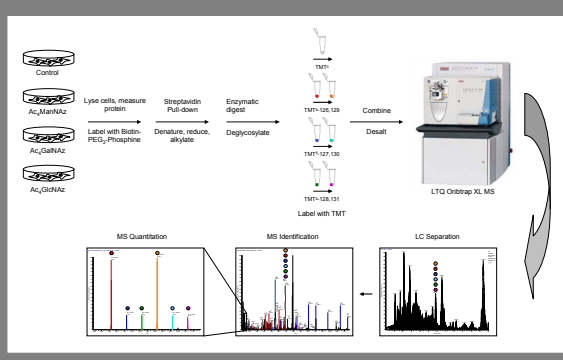 Control
Ac4ManNAz
Ac4GalNAz
Ac4GlcNAz
Lyse cells, measure
protein
Label with Biotin-
PEG3-Phosphine
Streptavidin
Pull-down
Denature, reduce,
alkylate
Enzymatic
digest
Deglycosylate
TMT0
TMT6-126,129
TMT6-127,130
TMT6-128,131
Label with TMT
Combine
Desalt
LTQ Oribtrap XL MS
MS Quantitation
MS Identification
LC Separation